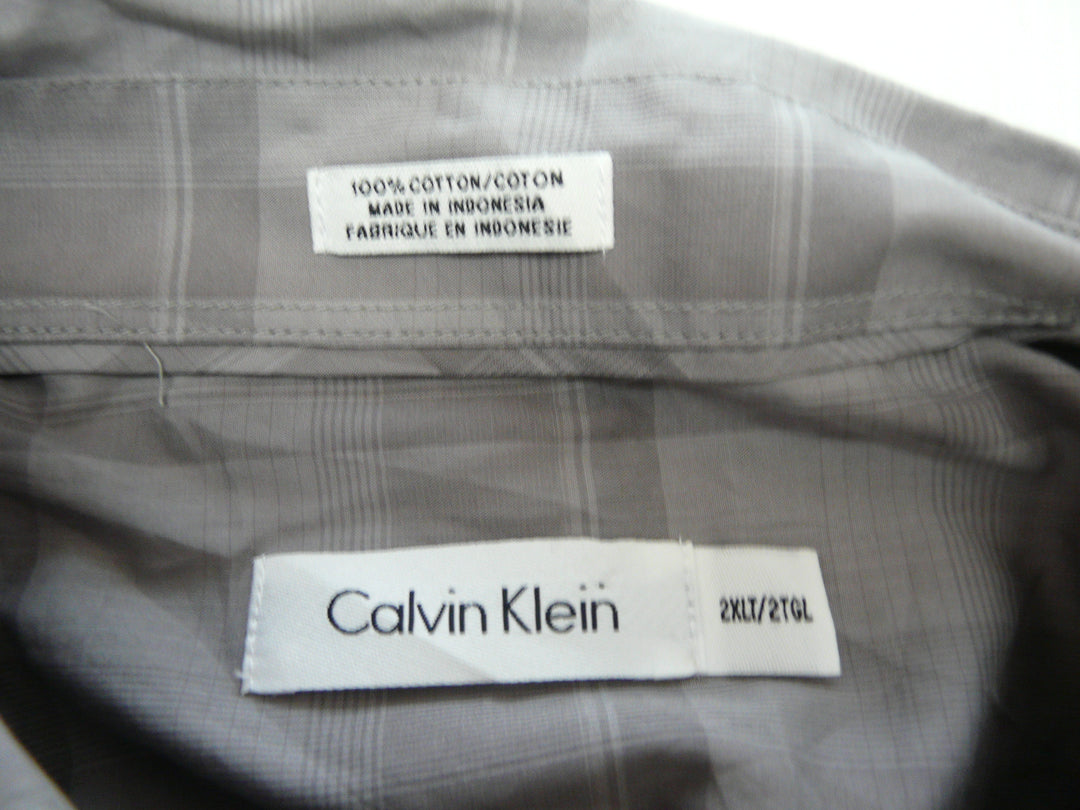 100% COTTON/COTON
MADE IN INDONESIA
FABRIQUE EN INDONESIE
Calvin Klein
2XLT/2TGL